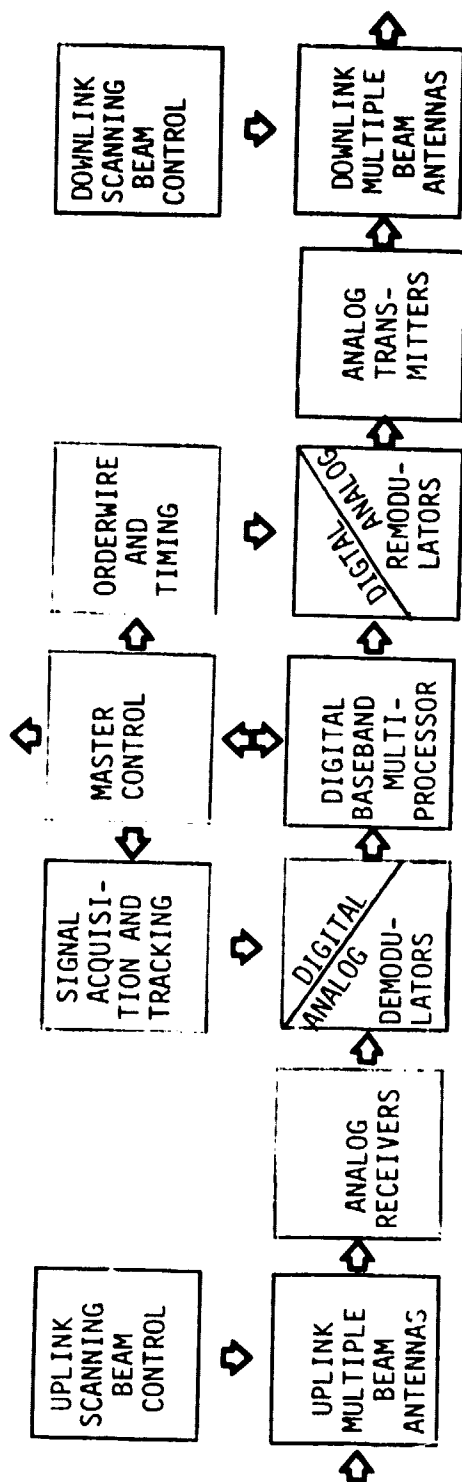 UPLINK
SCANNING
BEAM
CONTROL
SIGNAL
ACQUISI-
TION AND
TRACKING
MASTER
CONTROL
ORDERWIRE
AND
TIMING
DOWNLINK
SCANNING
BEAM
CONTROL
UPLINK
MULTIPLE
BEAM
ANTENNAS
ANALOG
RECEIVERS
DIGITAL
ANALOG
DEMODU-
LATORS
DIGITAL
BASEBAND
MULTI-
PROCESSOR
DIGTAL
ANALOG
REMODU-
LATORS
ANALOG
TRANS-
MITTERS
DOWNLINK
MULTIPLE
BEAM
ANTENNAS